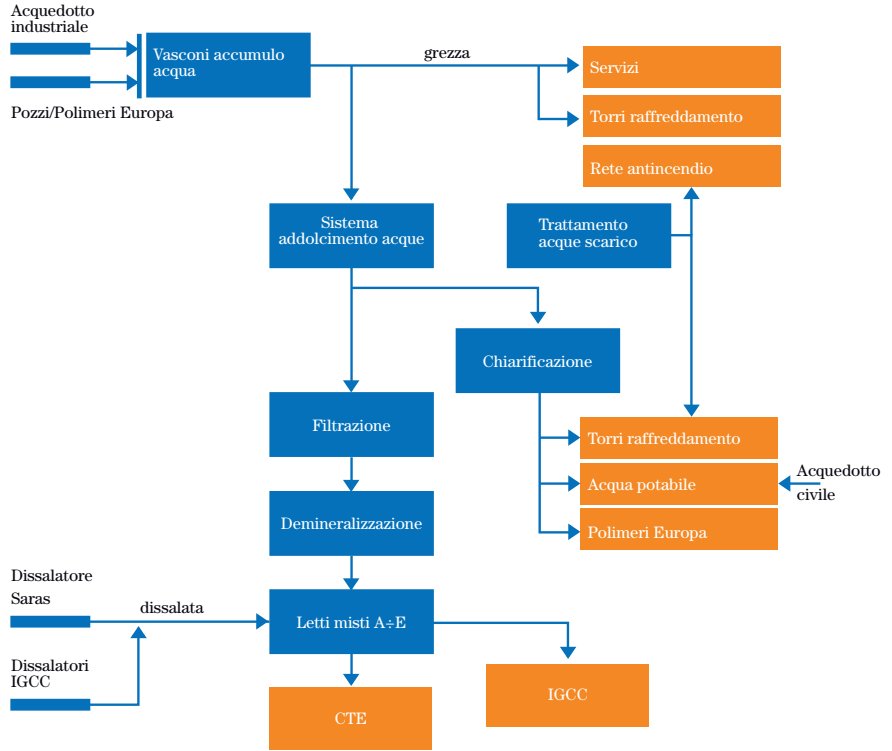 Acquedotto
industriale
Vasconi accumulo
acqua
grezza
Servizi
Pozzi/Polimeri Europa
Torri raffreddamento
Rete antincendio
Sistema
addolcimento acque
Trattamento
acque scarico
Chiarificazione
Filtrazione
Torri raffreddamento
Acqua potabile
Acquedotto
civile
Polimeri Europa
Demineralizzazione
Dissalatore
Saras
dissalata
Letti misti A÷E
Dissalatori
IGCC
IGCC
CTE